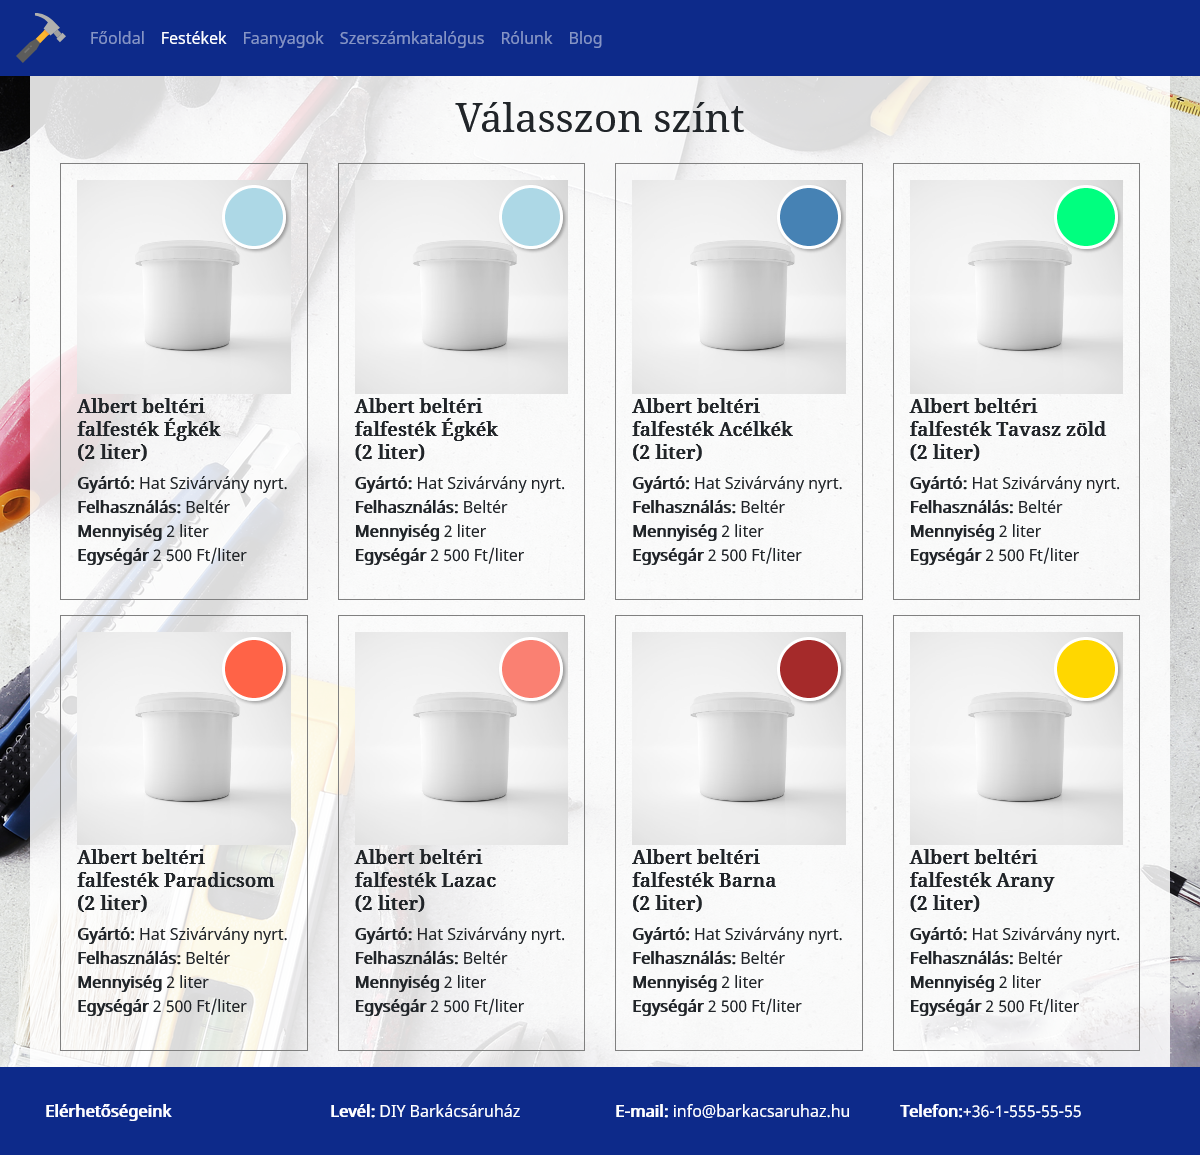 Főoldal Festékek Faanyagok Szerszámkatalógus Rólunk Blog
Válasszon színt
Albert beltéri
falfesték Égkék
(2 liter)
Gyártó: Hat Szivárvány nyrt.
Felhasználás: Beltér
Mennyiség 2 liter
Egységár 2 500 Ft/liter
Albert beltéri
falfesték Égkék
(2 liter)
Gyártó: Hat Szivárvány nyrt.
Felhasználás: Beltér
Mennyiség 2 liter
Egységár 2 500 Ft/liter
Albert beltéri
falfesték Acélkék
(2 liter)
Gyártó: Hat Szivárvány nyrt.
Felhasználás: Beltér
Mennyiség 2 liter
Egységár 2 500 Ft/liter
Albert beltéri
falfesték Tavasz zöld
(2 liter)
Gyártó: Hat Szivárvány nyrt.
Felhasználás: Beltér
Mennyiség 2 liter
Egységár 2 500 Ft/liter
Albert beltéri
falfesték Paradicsom
(2 liter)
Gyártó: Hat Szivárvány nyrt.
Felhasználás: Beltér
Mennyiség 2 liter
Egységár 2 500 Ft/liter
Albert beltéri
falfesték Lazac
(2 liter)
Gyártó: Hat Szivárvány nyrt.
Felhasználás: Beltér
Mennyiség 2 liter
Egységár 2 500 Ft/liter
Albert beltéri
falfesték Barna
(2 liter)
Gyártó: Hat Szivárvány nyrt.
Felhasználás: Beltér
Mennyiség 2 liter
Egységár 2 500 Ft/liter
Albert beltéri
falfesték Arany
(2 liter)
Gyártó: Hat Szivárvány nyrt.
Felhasználás: Beltér
Mennyiség 2 liter
Egységár 2 500 Ft/liter
Elérhetőségeink Levél: DIY Barkácsáruház E-mail: info@barkacsaruhaz.hu Telefon:+36-1-555-55-55